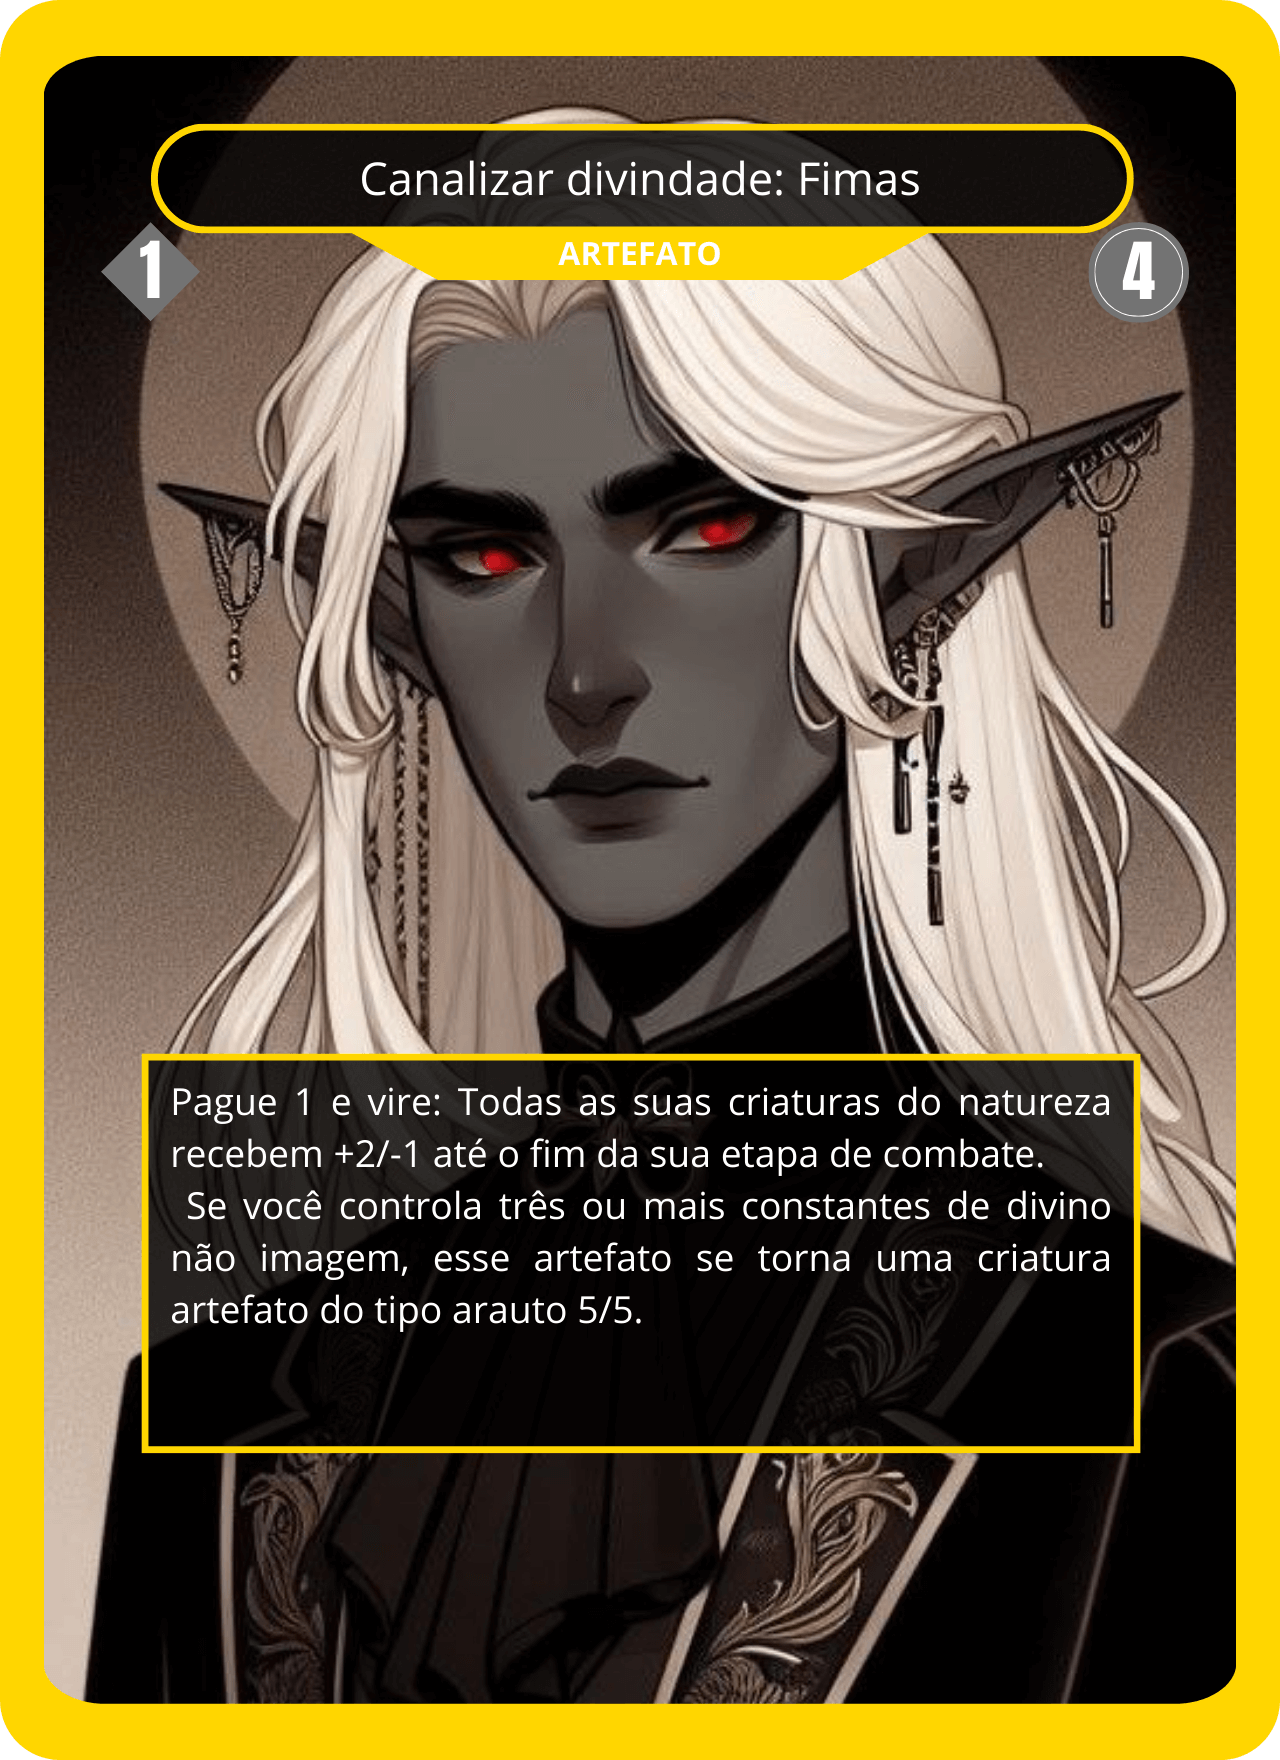 Canalizar divindade: Fimas
ARTEFATO
1
4
Pague 1 e vire: Todas as suas criaturas do natureza
recebem +2/-1 até o fim da sua etapa de combate.
Se você controla três ou mais constantes de divino
não imagem, esse artefato se torna uma criatura
artefato do tipo arauto 5/5.